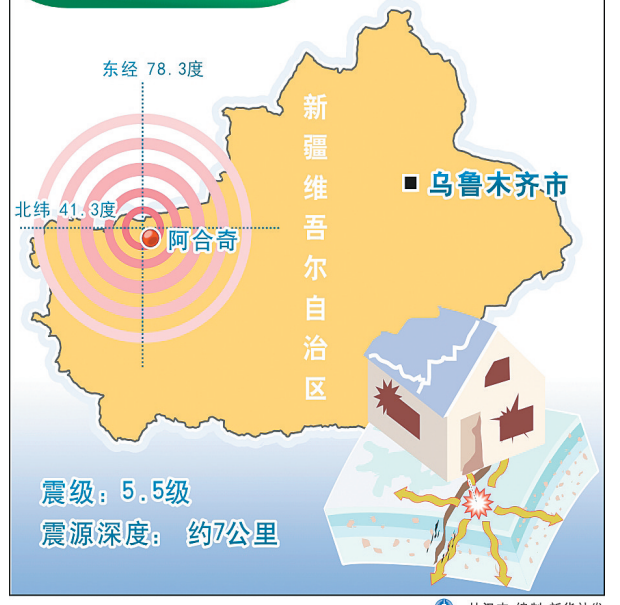 东经 78.3度
新疆维吾尔自治区
乌鲁木齐市
北纬 41.3度
阿合奇
震级：5.5级
震源深度： 约7公里